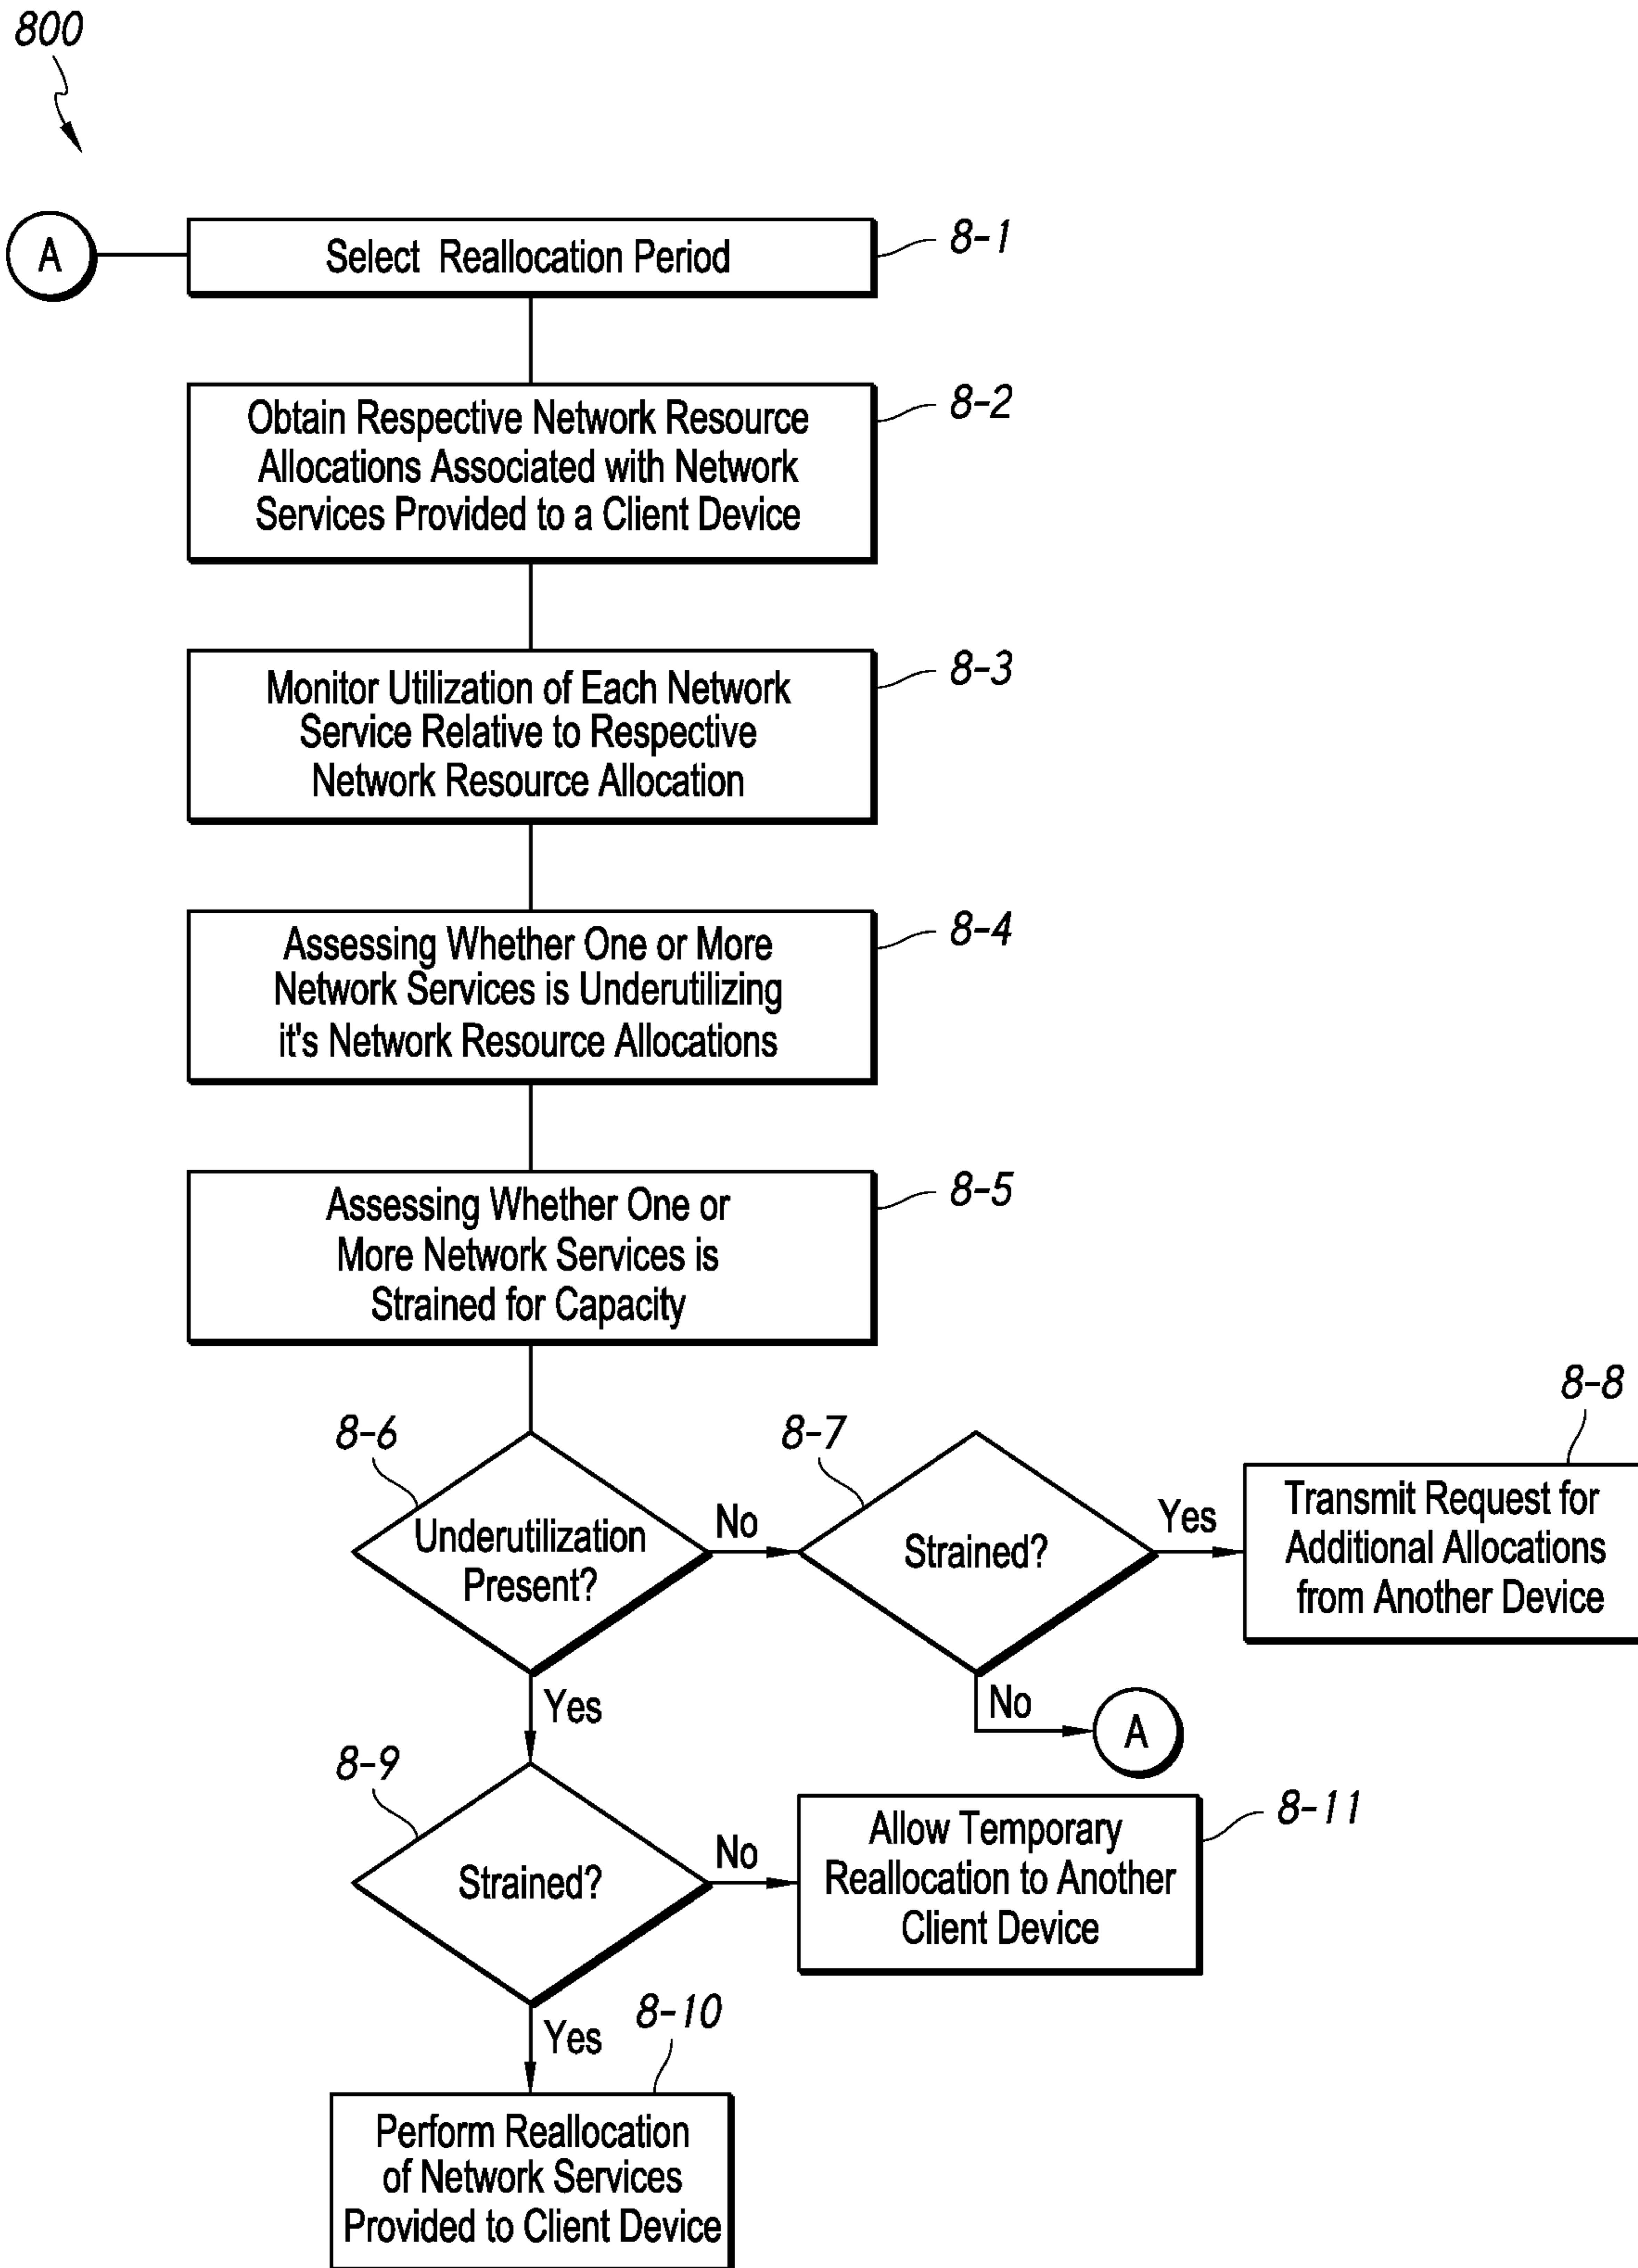 800
A
Select Reallocation Period
8-1
Obtain Respective Network Resource
Allocations Associated with Network
Services Provided to a Client Device
8-2
Monitor Utilization of Each Network
Service Relative to Respective
Network Resource Allocation
8-3
Assessing Whether One or More
Network Services is Underutilizing
it's Network Resource Allocations
8-4
Assessing Whether One or
More Network Services is
Strained for Capacity
8-5
8-6
Underutilization
Present?
No
8-7
Strained?
Yes
8-8
Transmit Request for
Additional Allocations
from Another Device
No
A
Yes
8-9
Strained?
No
Allow Temporary
Reallocation to Another
Client Device
8-11
Yes
8-10
Perform Reallocation
of Network Services
Provided to Client Device